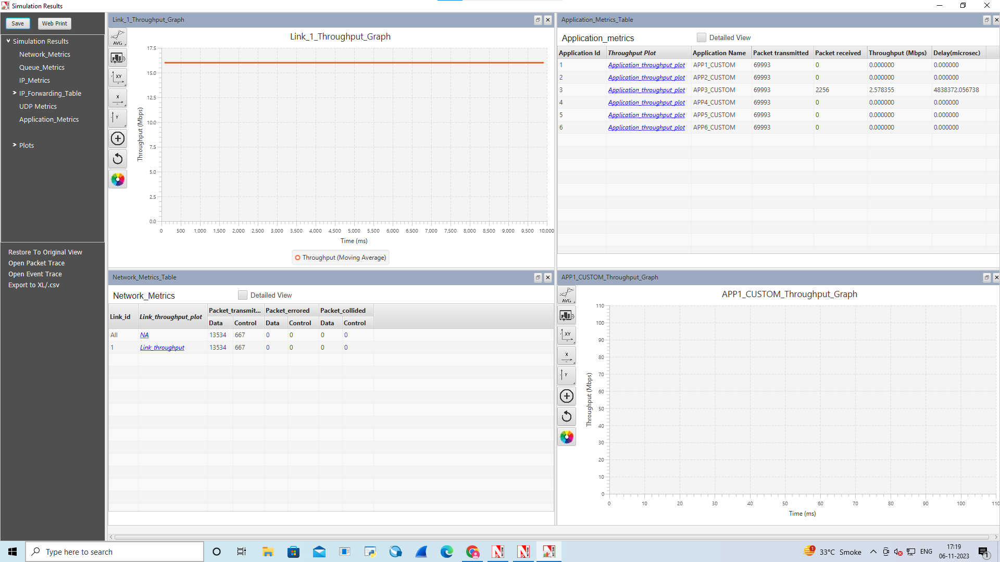 Simulation Results
Save
Web Print
Simulation Results
Network_Metrics
Queue_Metrics
IP_Metrics
IP_Forwarding_Table
UDP Metrics
Application_Metrics
Plots
Restore To Original View
Open Packet Trace
Open Event Trace
Export to XL/.csv
Link_1_Throughput_Graph
AVG
XY
X
Y
Link_1_Throughput_Graph
Throughput (Mbps)
17.5
15.0
12.5
10.0
7.5
5.0
2.5
0.0
0 500 1,000 1,500 2,000 2,500 3,000 3,500 4,000 4,500 5,000 5,500 6,000 6,500 7,000 7,500 8,000 8,500 9,000 9,500 10,000
Time (ms)
Throughput (Moving Average)
Application_Metrics_Table
Application_metrics
Detailed View
Application Id Throughput Plot Application Name Packet transmitted Packet received Throughput (Mbps) Delay(microsec)
1 Application_throughput_plot APP1_CUSTOM 69993 0 0.000000 0.000000
2 Application_throughput_plot APP2_CUSTOM 69993 0 0.000000 0.000000
3 Application_throughput_plot APP3_CUSTOM 69993 2256 2.578355 4838372.056738
4 Application_throughput_plot APP4_CUSTOM 69993 0 0.000000 0.000000
5 Application_throughput_plot APP5_CUSTOM 69993 0 0.000000 0.000000
6 Application_throughput_plot APP6_CUSTOM 69993 0 0.000000 0.000000
Network_Metrics_Table
Network_Metrics
Detailed View
Link_id Link_throughput_plot Packet_transmit... Packet_errored Packet_collided
Data Control Data Control Data Control
All NA 13534 667 0 0 0 0
1 Link_throughput 13534 667 0 0 0 0
APP1_CUSTOM_Throughput_Graph
AVG
XY
X
Y
APP1_CUSTOM_Throughput_Graph
Throughput (Mbps)
110
100
90
80
70
60
50
40
30
20
10
0
0 10 20 30 40 50 60 70 80 90 100 110
Time (ms)
Type here to search
1
33°C Smoke
ENG
17:19
06-11-2023
1